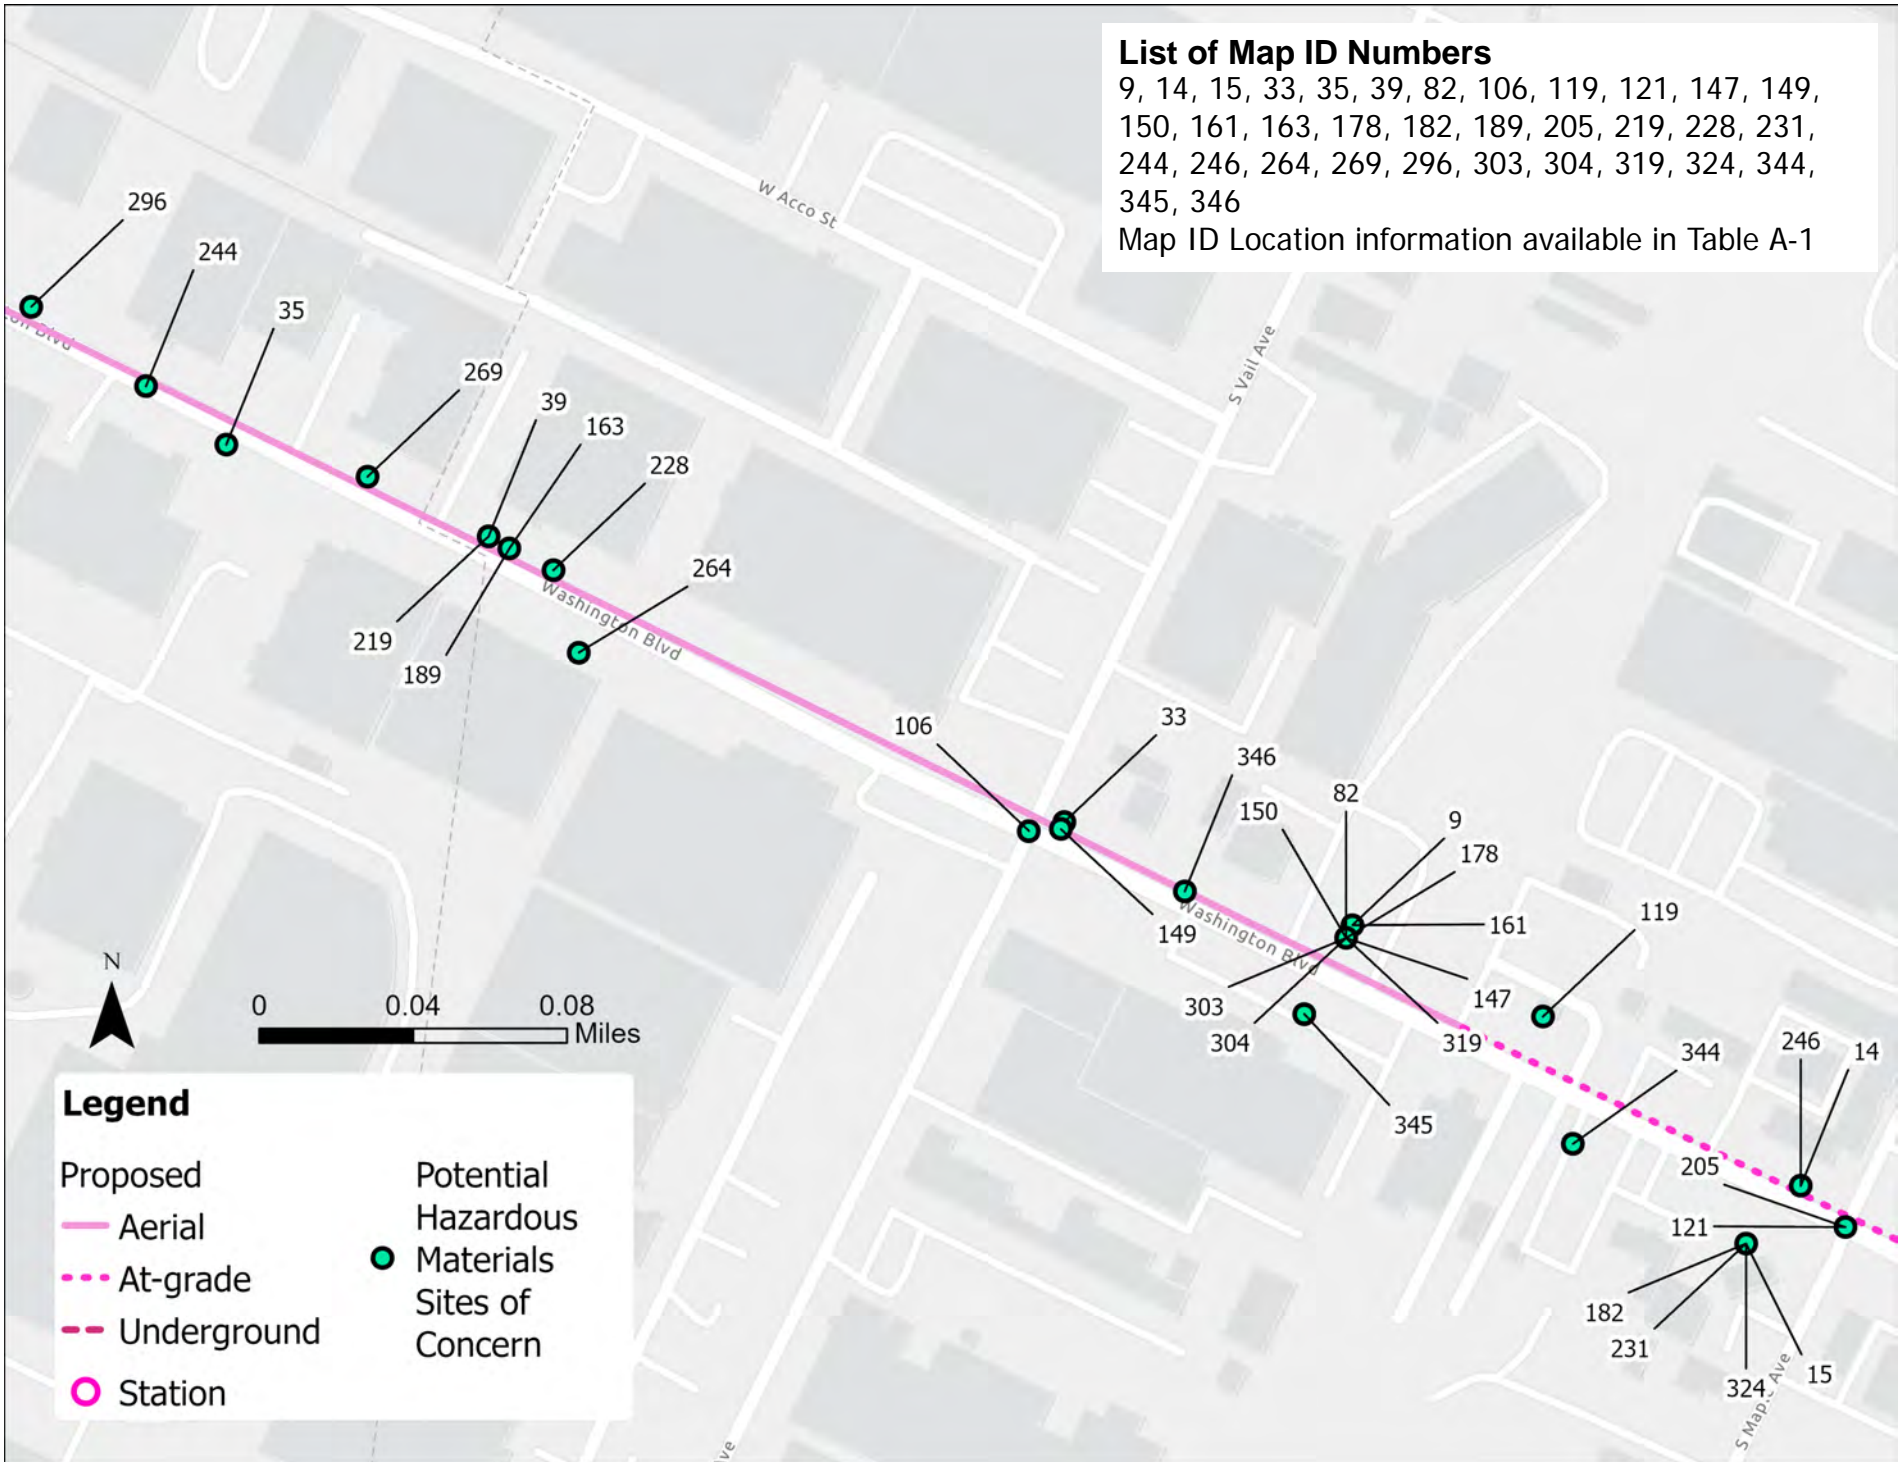 List of Map ID Numbers
9, 14, 15, 33, 35, 39, 82, 106, 119, 121, 147, 149,
150, 161, 163, 178, 182, 189, 205, 219, 228, 231,
244, 246, 264, 269, 296, 303, 304, 319, 324, 344,
345, 346
Map ID Location information available in Table A-1
W Acco St
296
244
35
S Vail Ave
269
39
163
228
264
Washington Blvd
219
189
106
33
346
82
150
9
178
161
119
149
Washington Blvd
147
303
304
319
345
344
246
14
205
121
182
231
324
15
S Maple Ave
N
0 0.04 0.08
Miles
Legend
Proposed
Aerial
At-grade
Underground
Station
Potential
Hazardous
Materials
Sites of
Concern